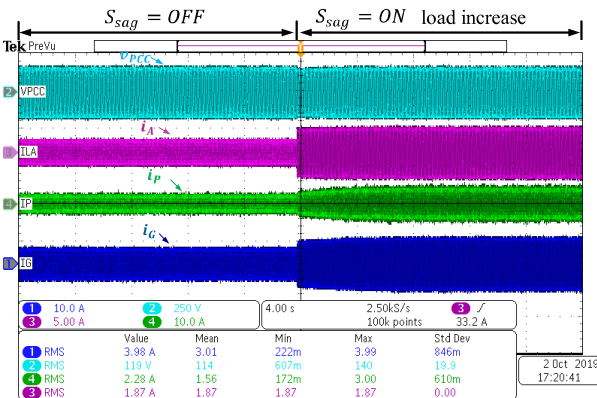 S_sag = OFF S_sag = ON load increase
Tek PreVu
v_PCC
2 VPCC
i_A
3 ILA
i_P
4 IP
i_G
1 IG
1 10.0 A 2 250 V 4.00 s 2.50kS/s 3
3 5.00 A 4 10.0 A 100k points 33.2 A
Value Mean Min Max Std Dev
1 RMS 3.98 A 3.01 222m 3.99 846m
2 RMS 119 V 114 607m 140 19.9
4 RMS 2.28 A 1.56 172m 3.00 610m
3 RMS 1.87 A 1.87 1.87 1.87 0.00
2 Oct 2019
17:20:41